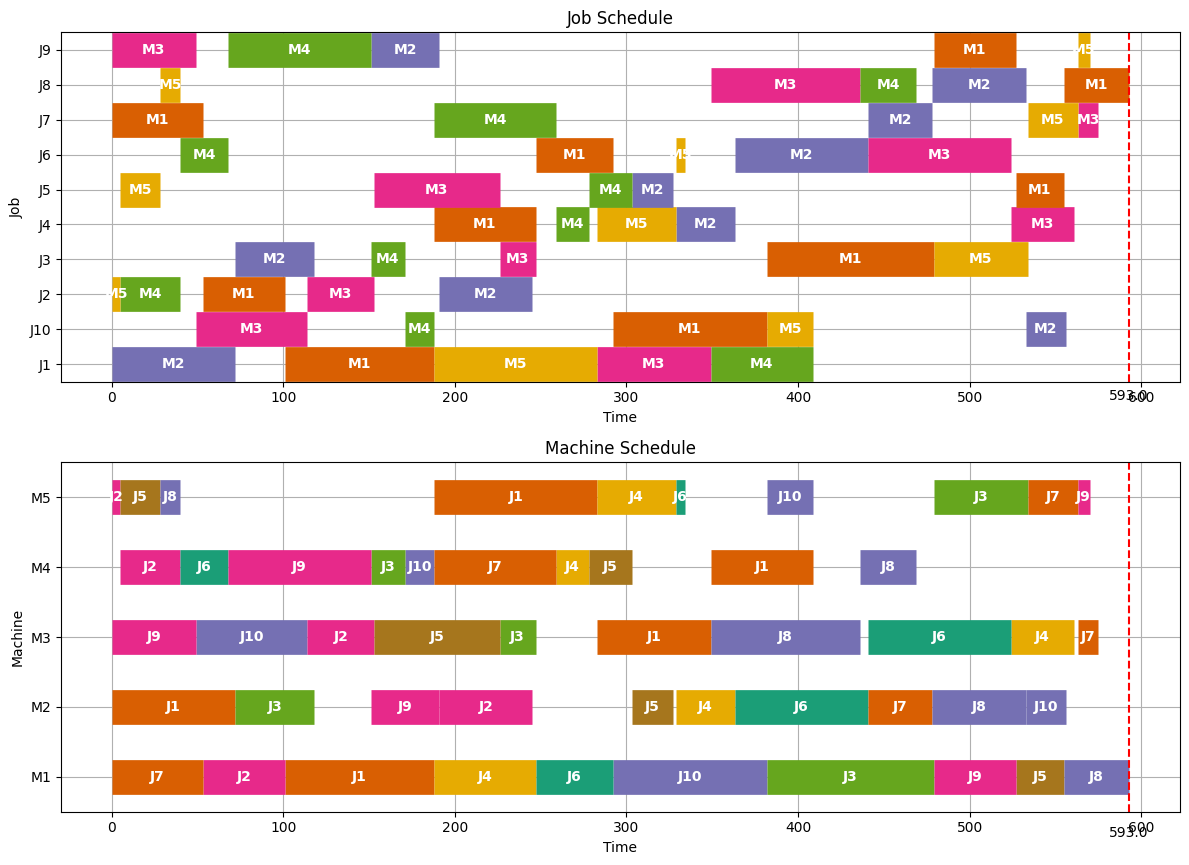 Job Schedule
J9 M3 M4 M2 M1 M5
J8 M5 M3 M4 M2 M1
J7 M1 M4 M2 M5 M3
J6 M4 M1 M5 M2 M3
J5 M5 M3 M4 M2 M1
J4 M1 M4 M5 M2 M3
J3 M2 M4 M3 M1 M5
J2 M5 M4 M1 M3 M2
J10 M3 M4 M1 M5 M2
J1 M2 M1 M5 M3 M4
Job
0 100 200 300 400 500 600
593.0
Time
Machine Schedule
M5 J2 J5 J8 J1 J4 J6 J10 J3 J7 J9
M4 J2 J6 J9 J3 J10 J7 J4 J5 J1 J8
M3 J9 J10 J2 J5 J3 J1 J8 J6 J4 J7
M2 J1 J3 J9 J2 J5 J4 J6 J7 J8 J10
M1 J7 J2 J1 J4 J6 J10 J3 J9 J5 J8
Machine
0 100 200 300 400 500 600
593.0
Time